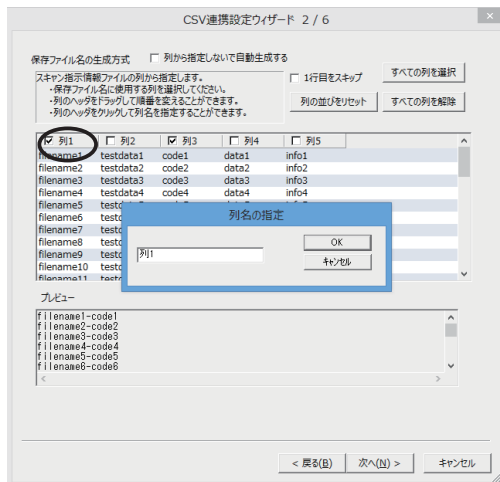 CSV連携設定ウィザード 2 / 6
保存ファイル名の生成方式
列から指定しないで自動生成する
スキャン指示情報ファイルの列から指定します。
・保存ファイル名に使用する列を選択してください。
・列のヘッダをドラッグして順番を変えることができます。
・列のヘッダをクリックして列名を指定することができます。
1行目をスキップ
すべての列を選択
列の並びをリセット
すべての列を解除
列1 列2 列3 列4 列5
filename1 testdata1 code1 data1 info1
filename2 testdata2 code2 data2 info2
filename3 testdata3 code3 data3 info3
filename4 testdata4 code4 data4 info4
filename5
filename6
filename7
filename8
filename9
filename10
filename11
列名の指定
列1
OK
キャンセル
プレビュー
filename1-code1
filename2-code2
filename3-code3
filename4-code4
filename5-code5
filename6-code6
< 戻る(B)
次へ(N) >
キャンセル